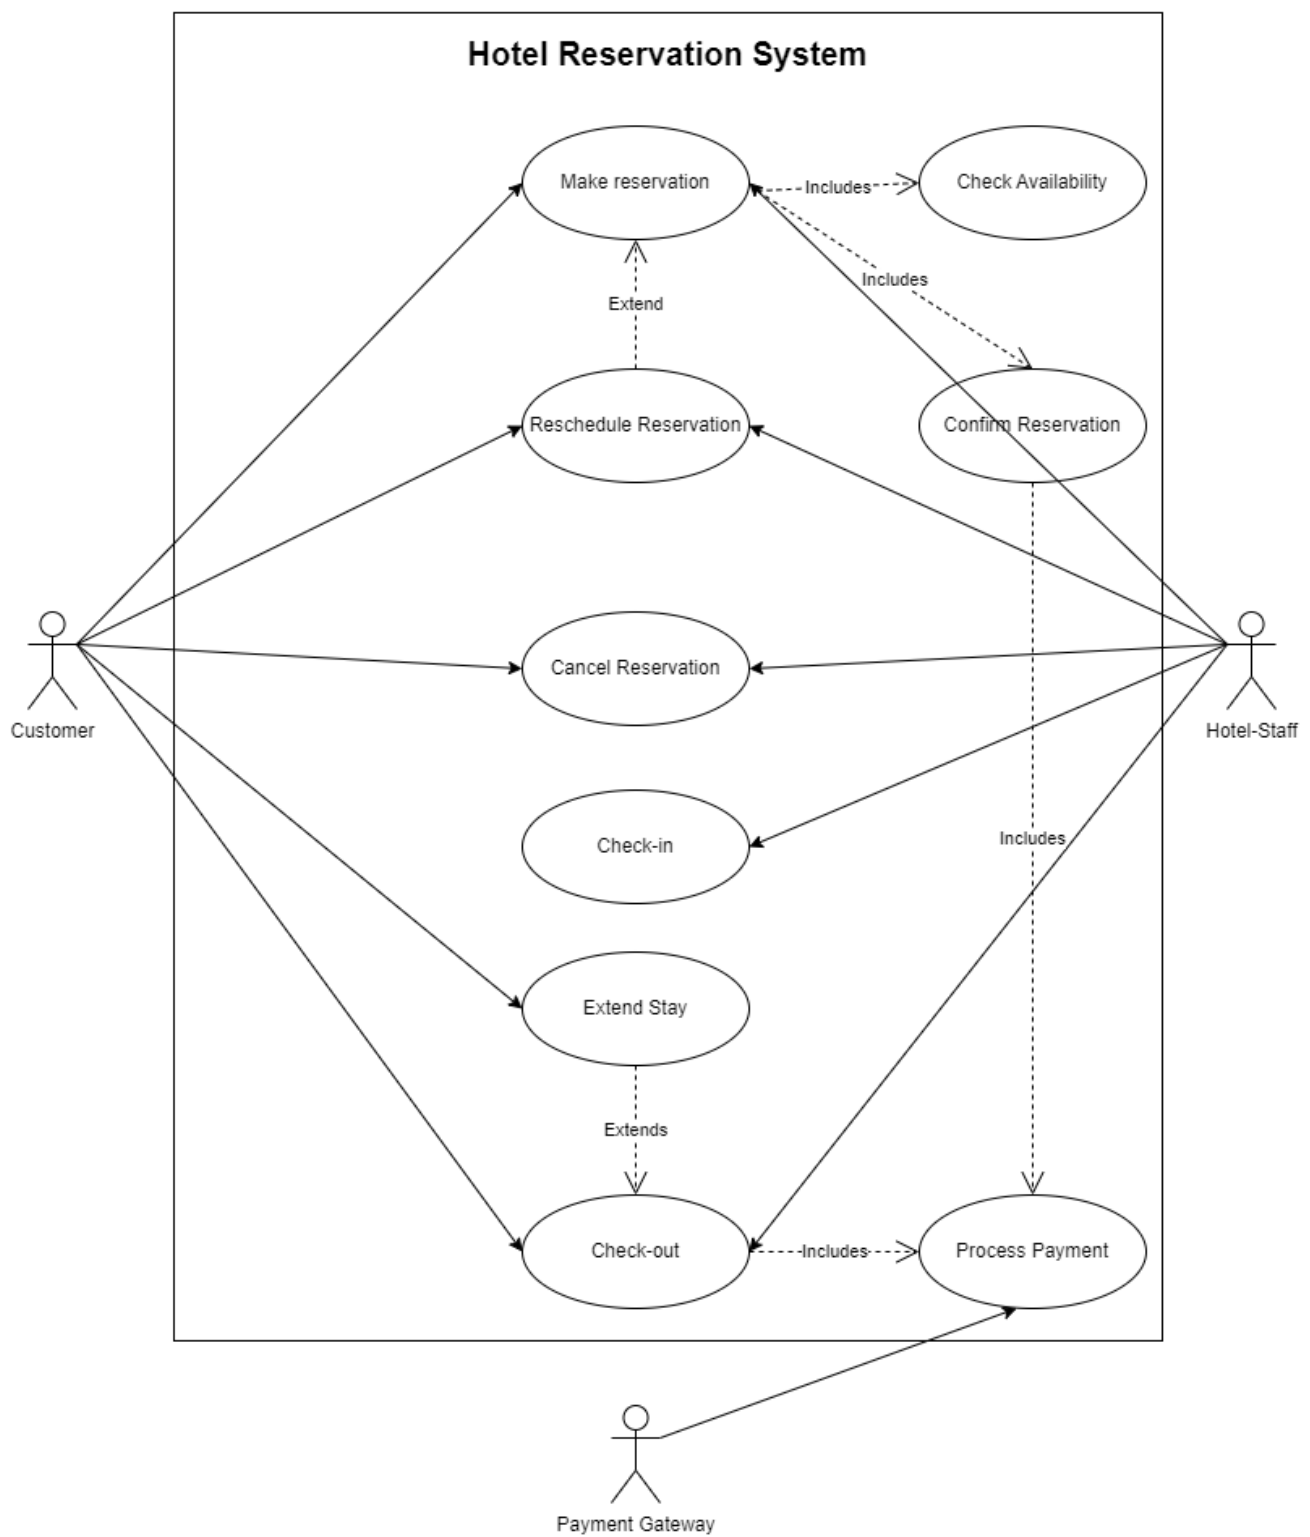 Hotel Reservation System
Make reservation
Includes
Check Availability
Includes
Extend
Reschedule Reservation
Confirm Reservation
Cancel Reservation
Customer
Hotel-Staff
Includes
Check-in
Extend Stay
Extends
Check-out
Includes
Process Payment
Payment Gateway